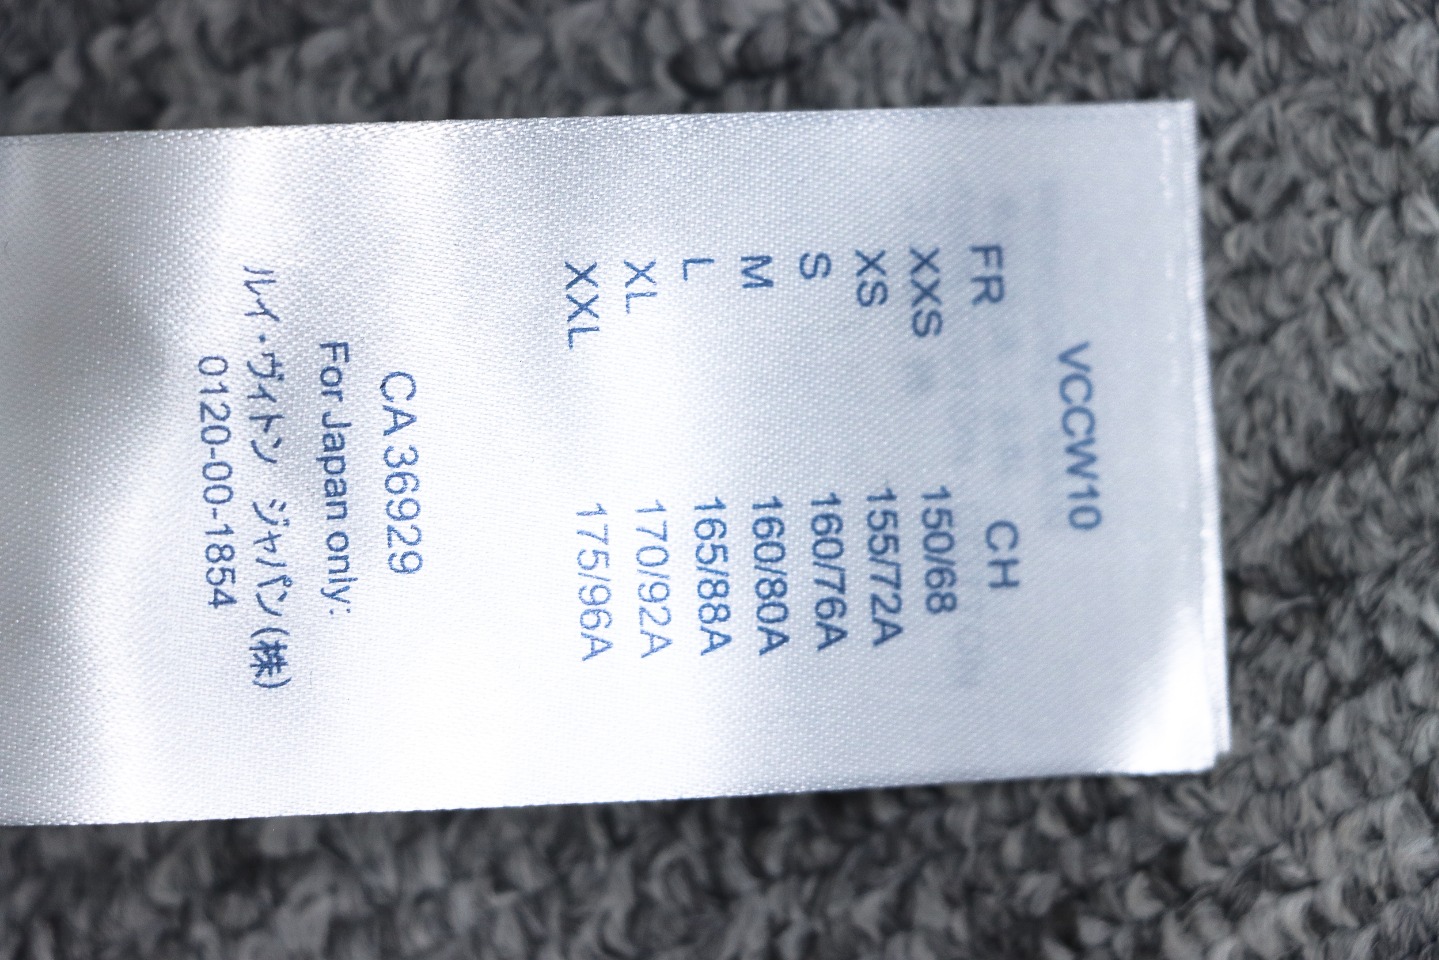 VCCW10
FR CH
XXS 150/68
XS 155/72A
S 160/76A
M 160/80A
L 165/88A
XL 170/92A
XXL 175/96A
CA 36929
For Japan only:
ルイ・ヴィトン ジャパン(株)
0120-00-1854